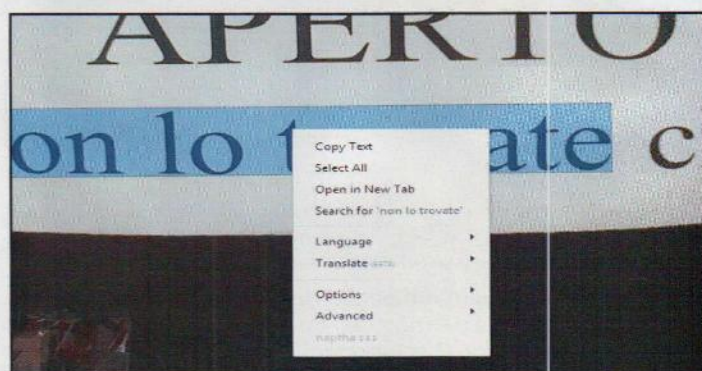 APERTO
on lo t ate c
Copy Text
Select All
Open in New Tab
Search for 'non lo trovate'
Language
Translate
Options
Advanced